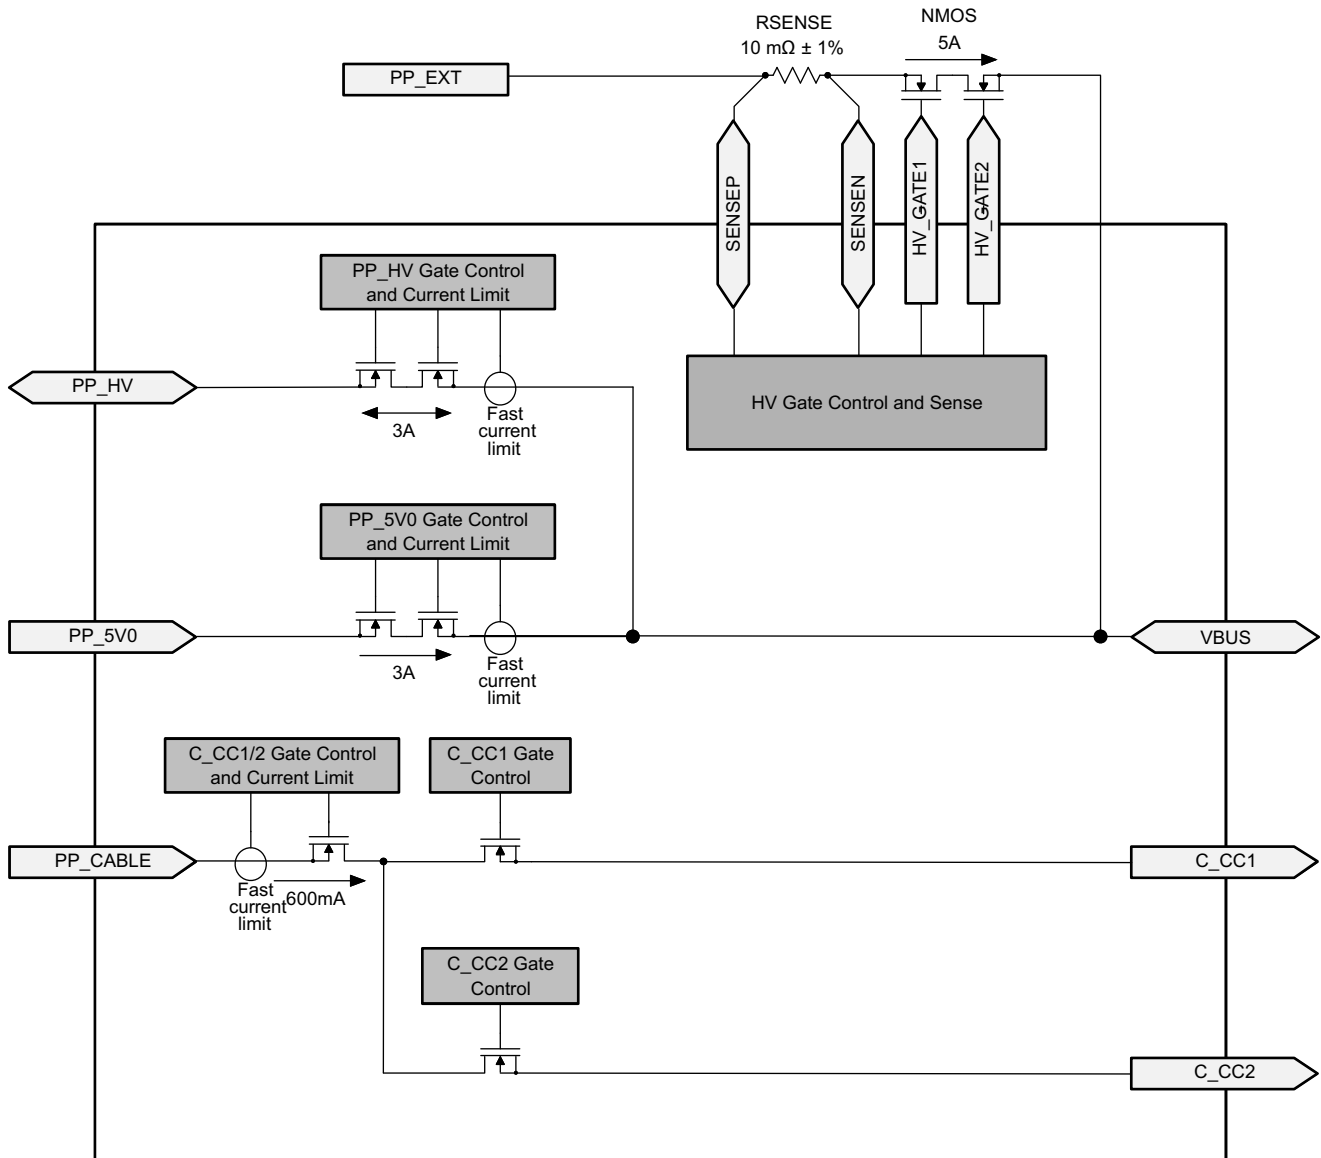 RSENSE
10 mΩ ± 1%
NMOS
5A
PP_EXT
SENSEP
SENSEN
HV_GATE1
HV_GATE2
PP_HV Gate Control
and Current Limit
PP_HV
3A
Fast
current
limit
HV Gate Control and Sense
PP_5V0 Gate Control
and Current Limit
PP_5V0
3A
Fast
current
limit
VBUS
C_CC1/2 Gate Control
and Current Limit
C_CC1 Gate
Control
PP_CABLE
Fast
current
limit
600mA
C_CC1
C_CC2 Gate
Control
C_CC2